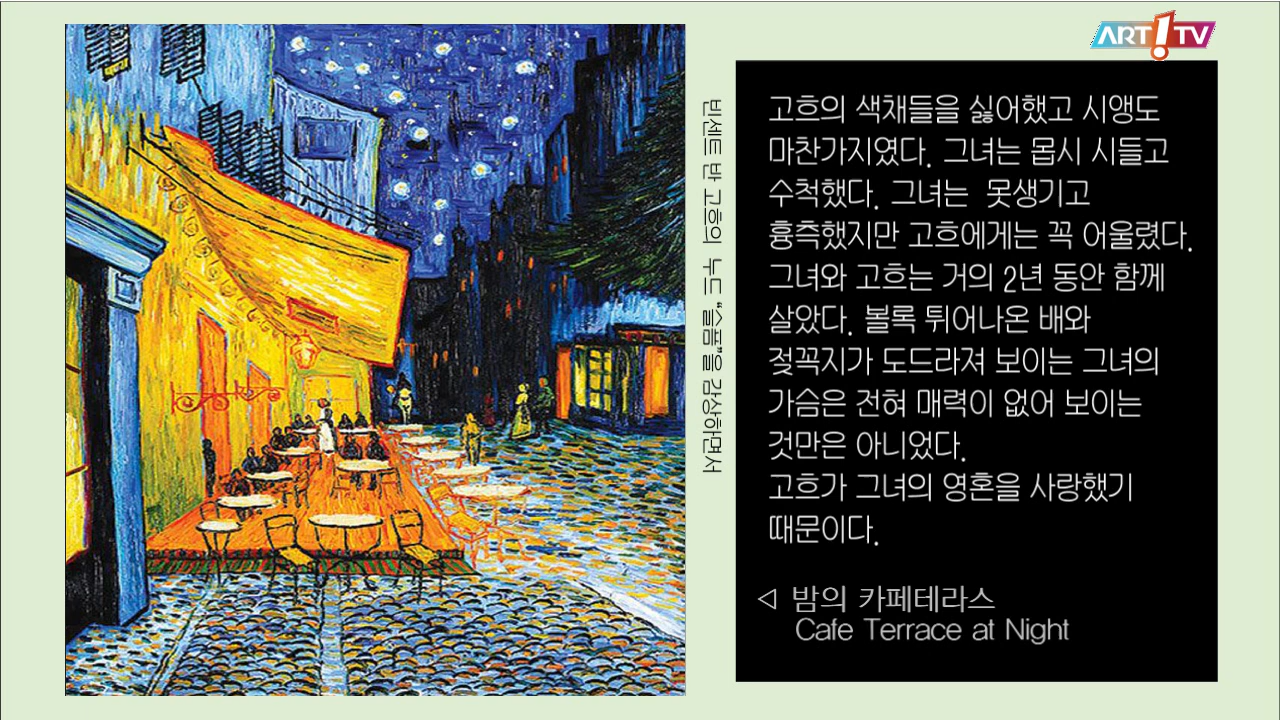 ART!TV
빈센트 반 고흐의 누드 “슬픔”을 감상하면서
고흐의 색채들을 싫어했고 시앵도
마찬가지였다. 그녀는 몹시 시들고
수척했다. 그녀는 못생기고
흉측했지만 고흐에게는 꼭 어울렸다.
그녀와 고흐는 거의 2년 동안 함께
살았다. 볼록 튀어나온 배와
젖꼭지가 도드라져 보이는 그녀의
가슴은 전혀 매력이 없어 보이는
것만은 아니었다.
고흐가 그녀의 영혼을 사랑했기
때문이다.
◁ 밤의 카페테라스
Cafe Terrace at Night